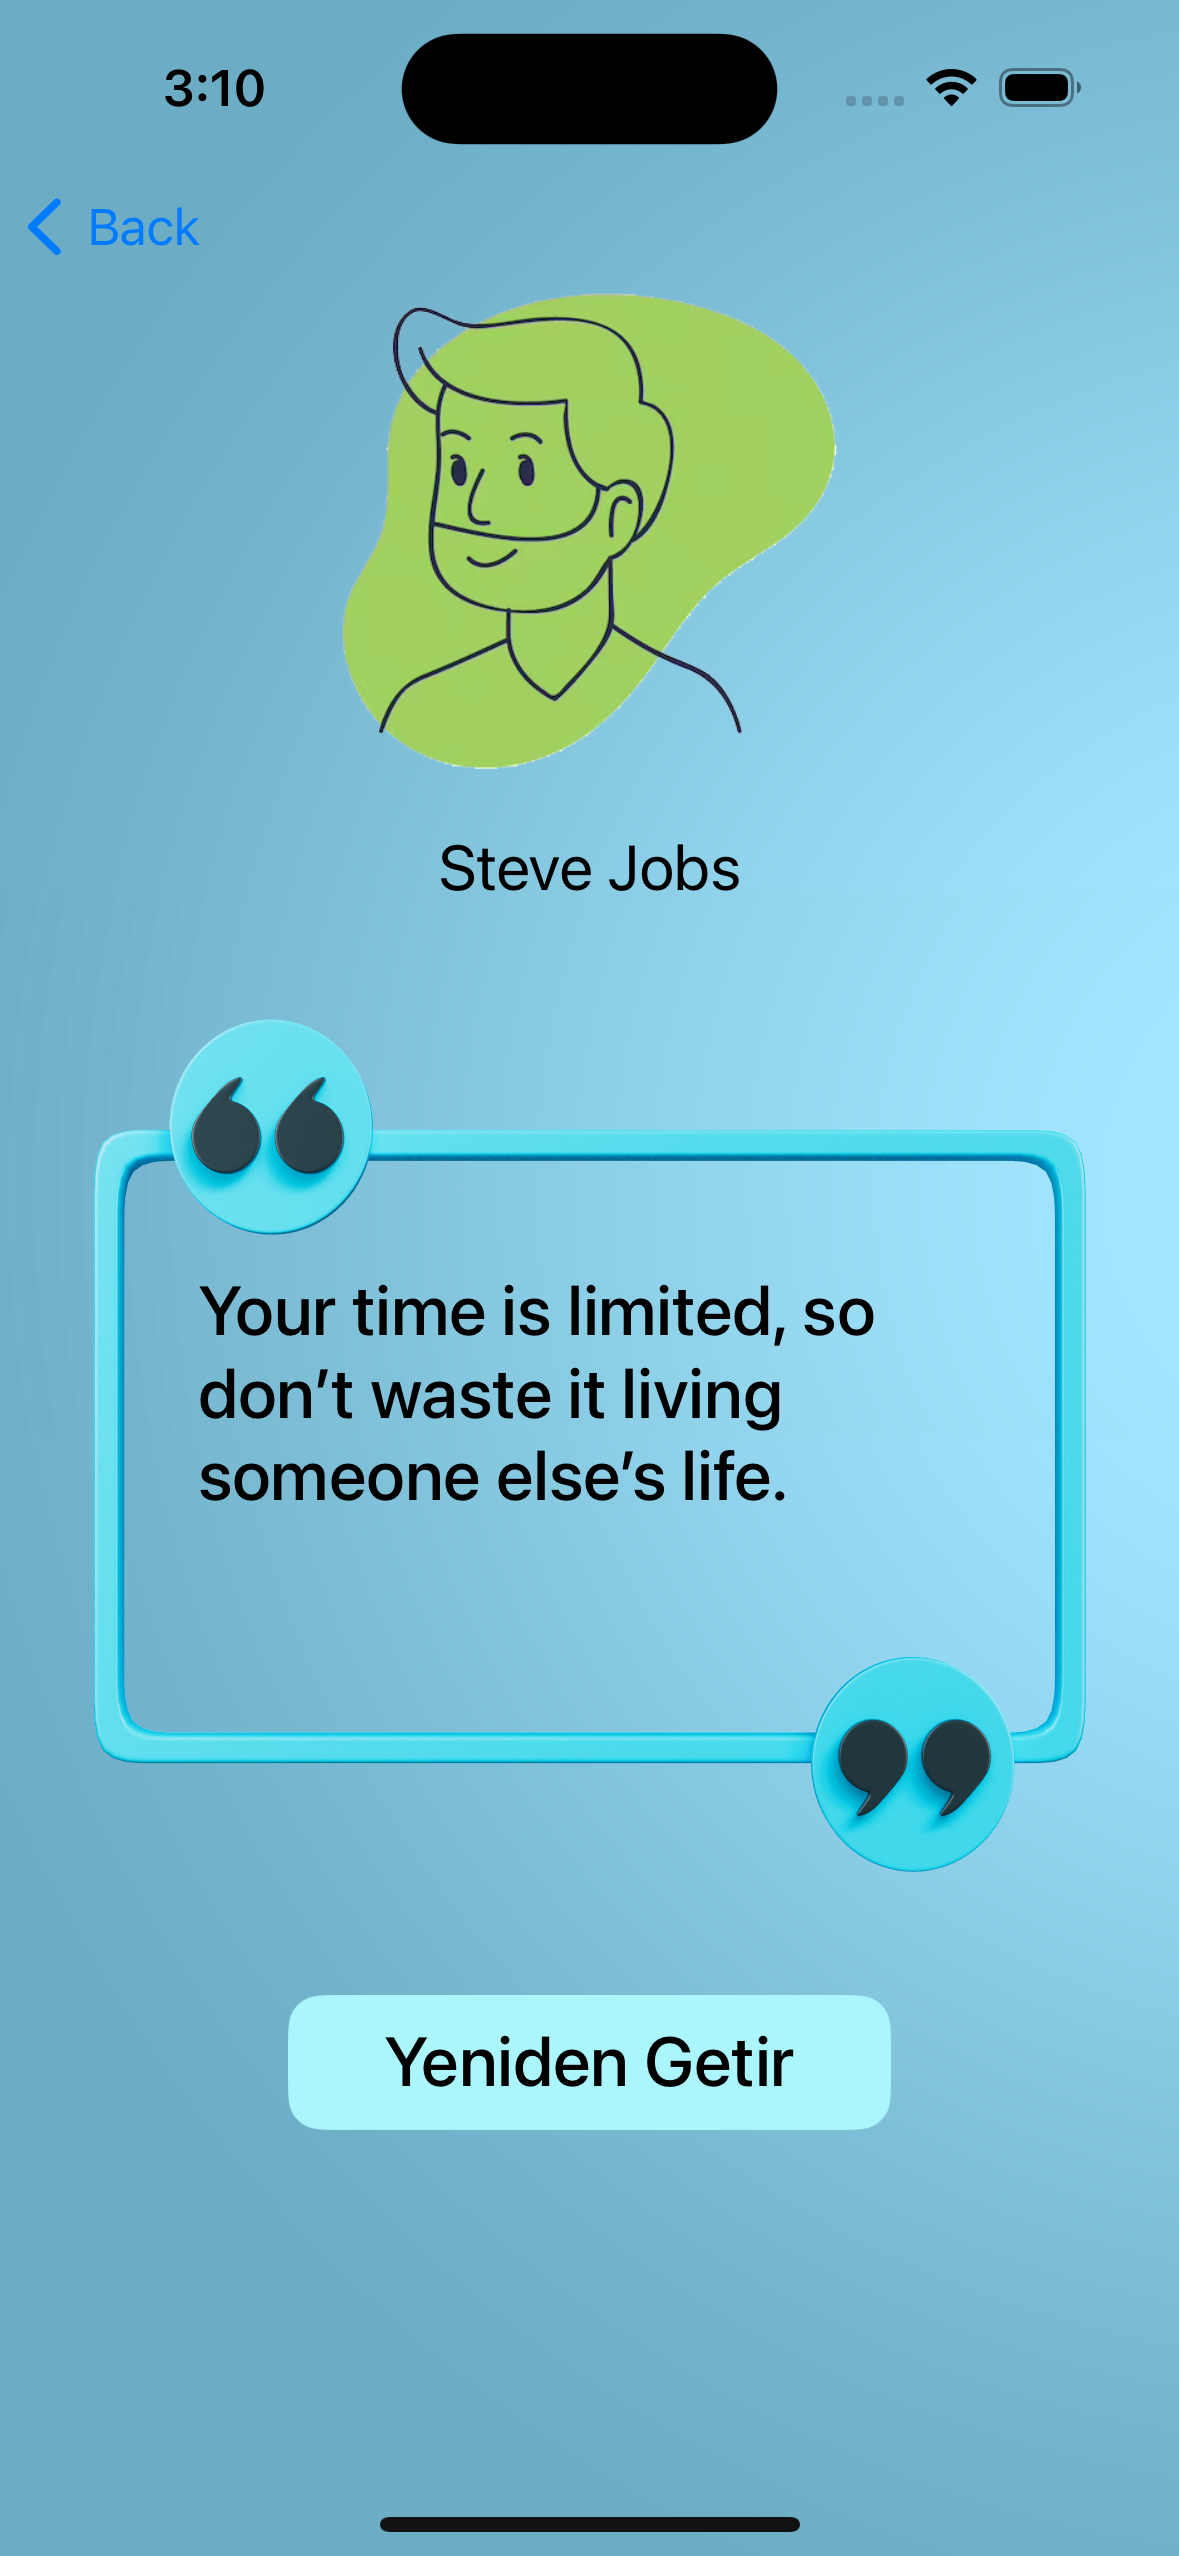 3:10
Back
Steve Jobs
Your time is limited, so
don’t waste it living
someone else’s life.
Yeniden Getir